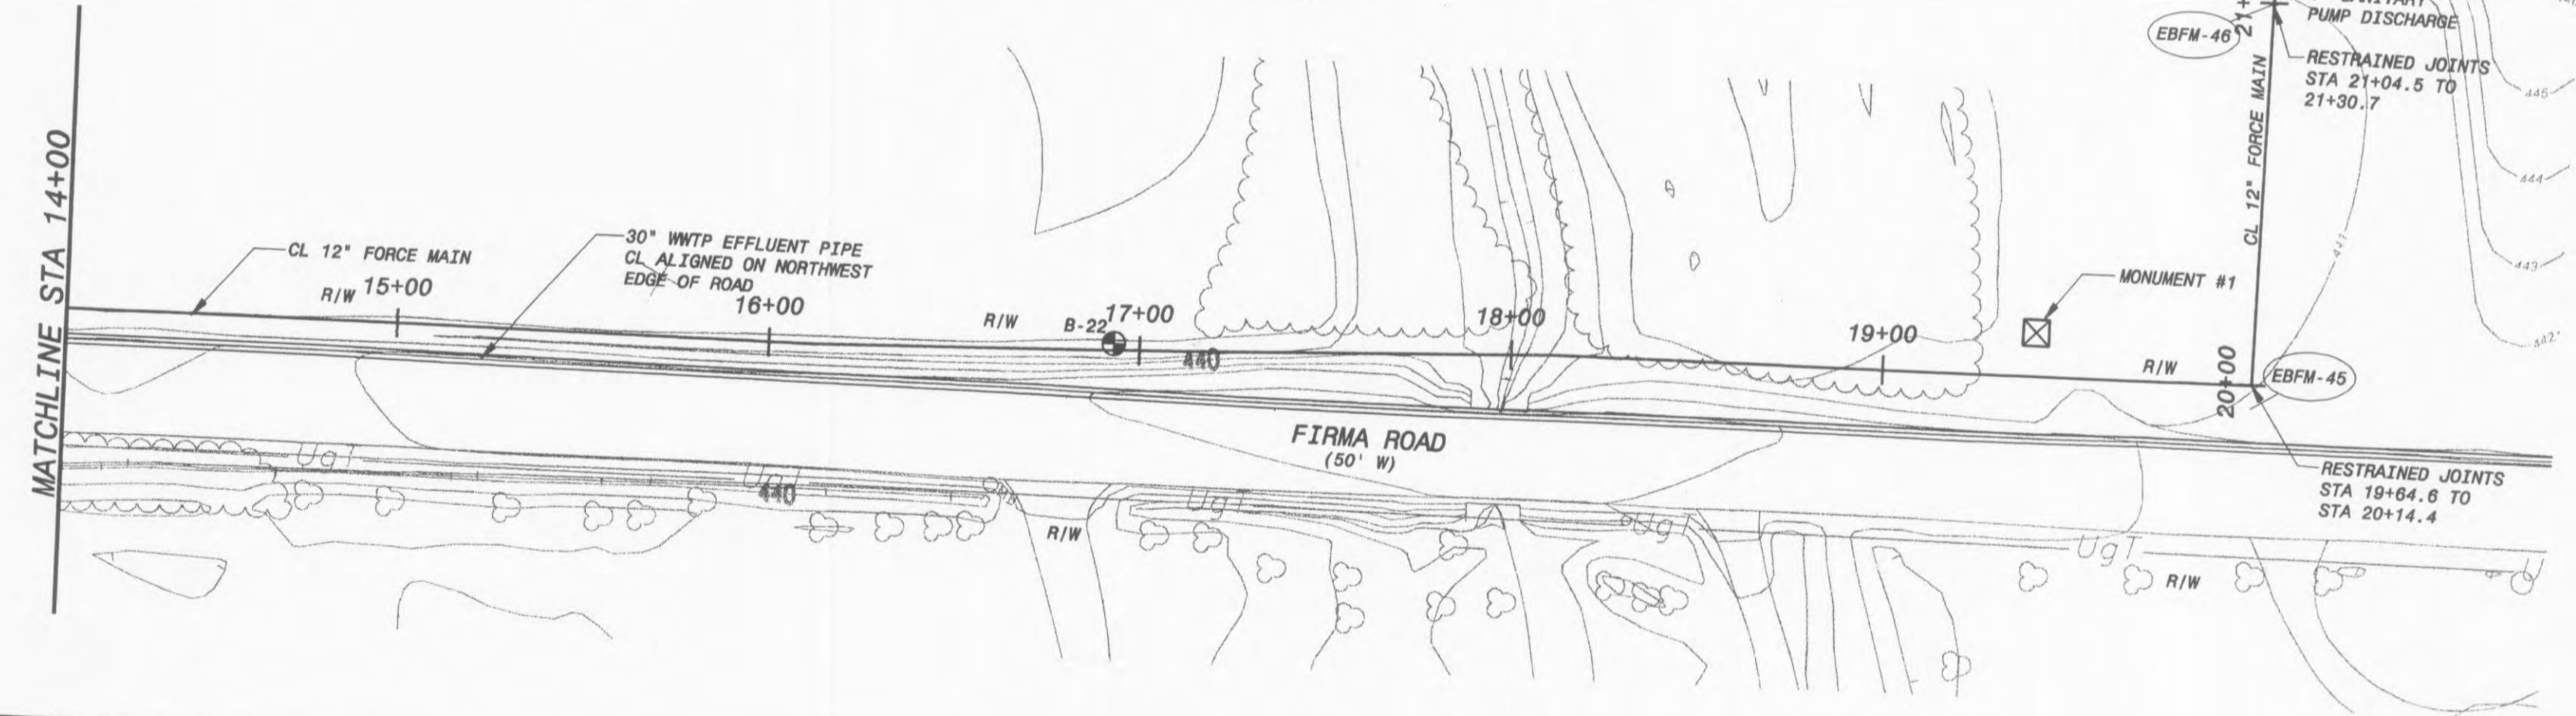 MATCHLINE STA 14+00
CL 12" FORCE MAIN
R/W
15+00
30" WWTP EFFLUENT PIPE
CL ALIGNED ON NORTHWEST
EDGE OF ROAD
16+00
R/W
B-22
17+00
440
18+00
19+00
MONUMENT #1
R/W
20+00
EBFM-45
CL 12" FORCE MAIN
EBFM-46
PUMP DISCHARGE
RESTRAINED JOINTS
STA 21+04.5 TO
21+30.7
445
444
443
442
441
RESTRAINED JOINTS
STA 19+64.6 TO
STA 20+14.4
FIRMA ROAD
(50' W)
UgT
UgT
440
R/W
UgT
UgT
UgT
R/W